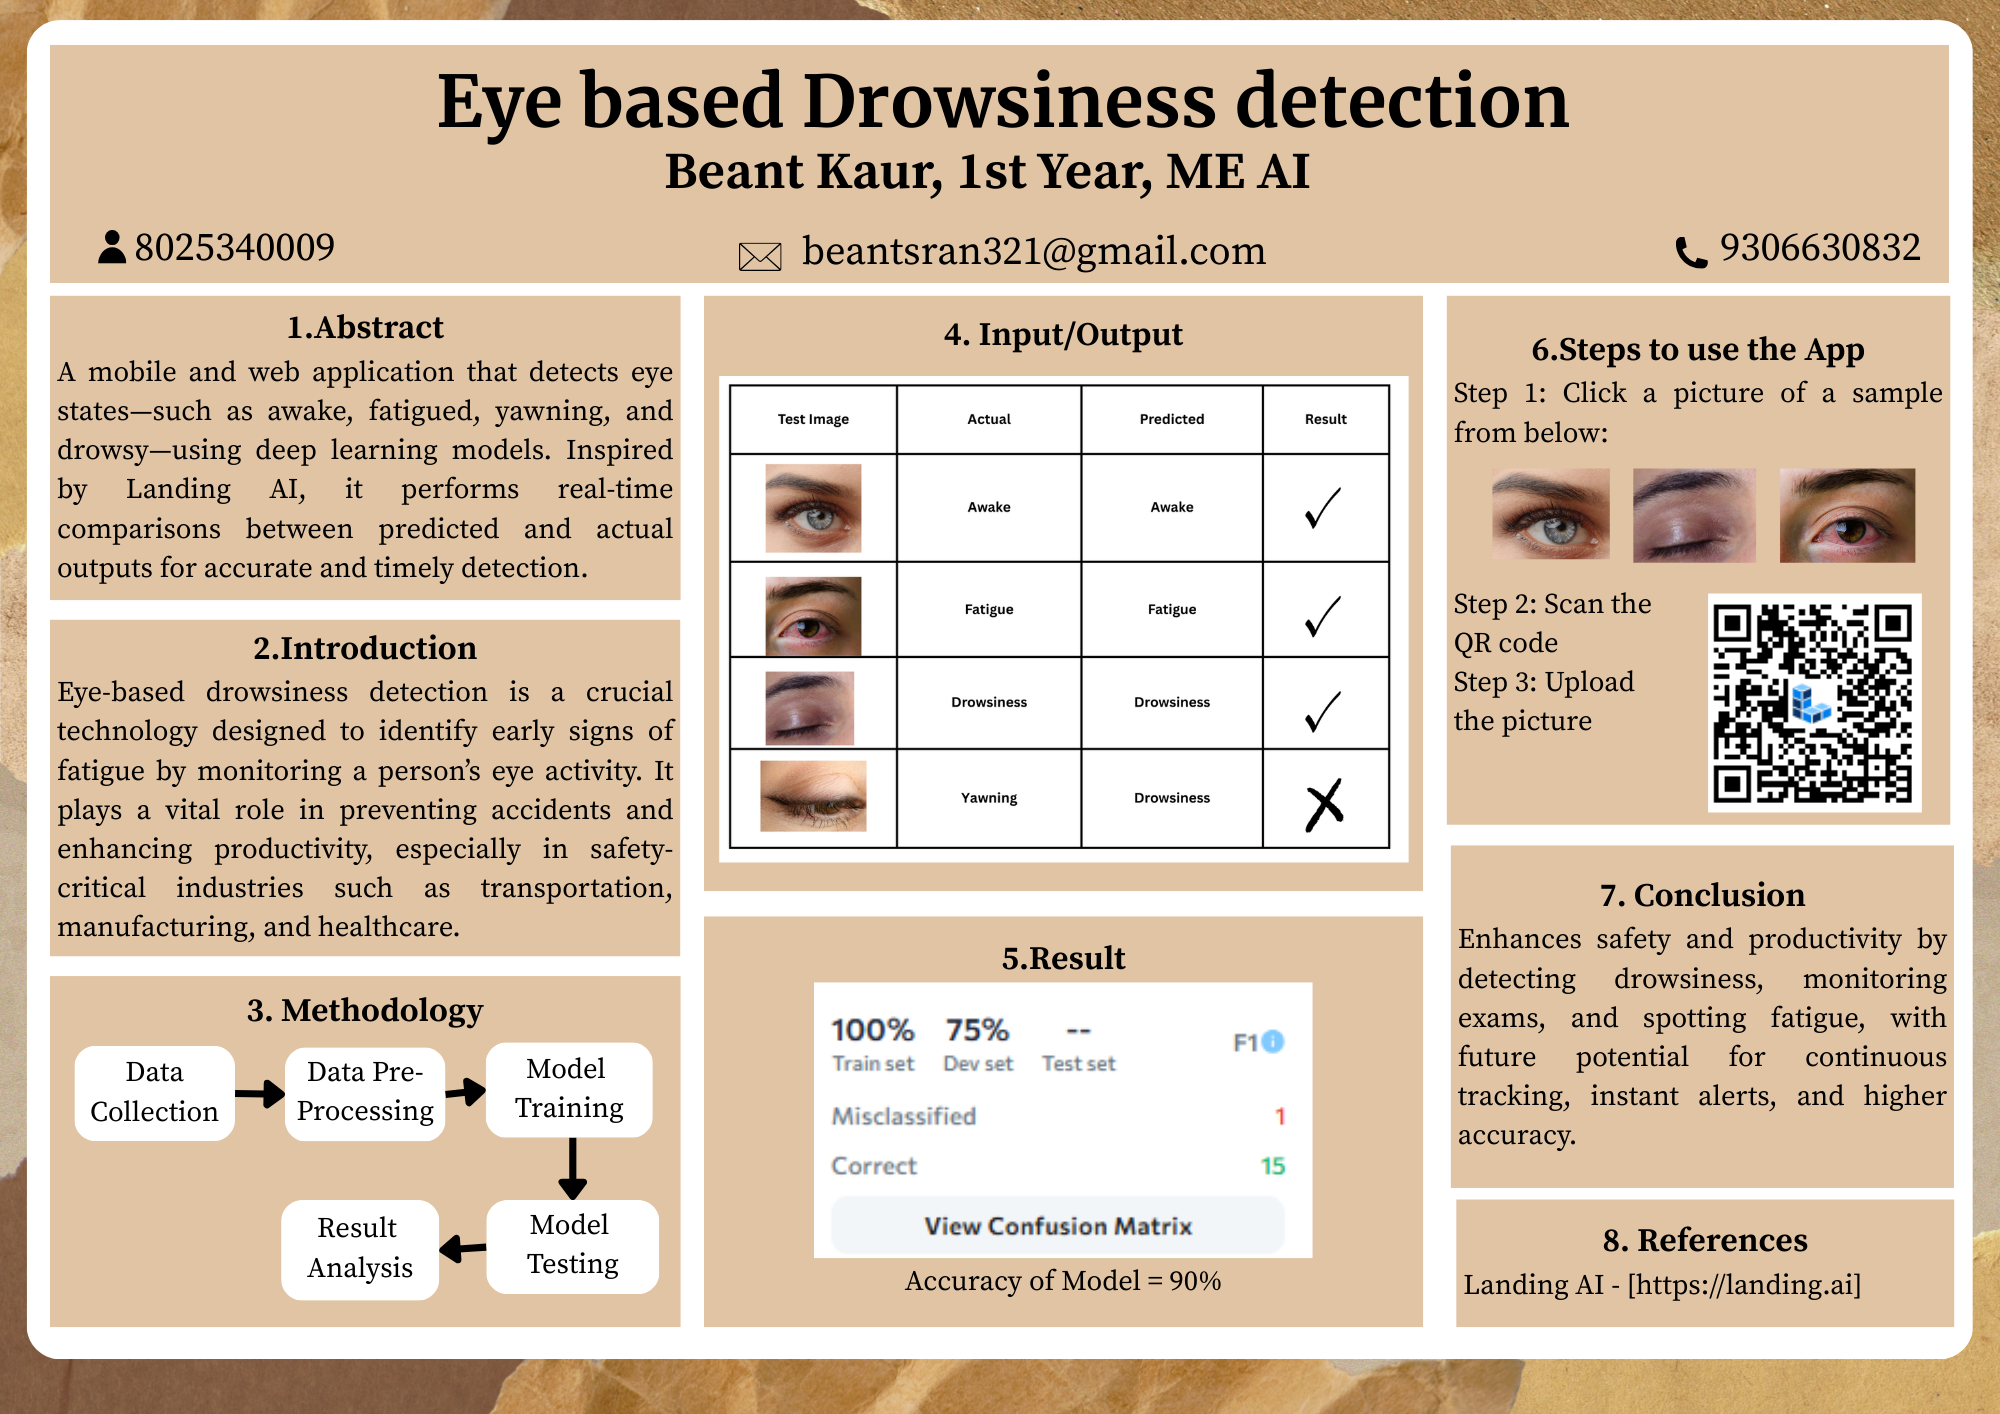 Eye based Drowsiness detection
Beant Kaur, 1st Year, ME AI
8025340009
beantsran321@gmail.com
9306630832
1.Abstract
A mobile and web application that detects eye
states—such as awake, fatigued, yawning, and
drowsy—using deep learning models. Inspired
by Landing AI, it performs real-time
comparisons between predicted and actual
outputs for accurate and timely detection.
2.Introduction
Eye-based drowsiness detection is a crucial
technology designed to identify early signs of
fatigue by monitoring a person’s eye activity. It
plays a vital role in preventing accidents and
enhancing productivity, especially in safety-
critical industries such as transportation,
manufacturing, and healthcare.
3. Methodology
Data
Collection
Data Pre-
Processing
Model
Training
Model
Testing
Result
Analysis
4. Input/Output
Test Image Actual Predicted Result
Awake Awake
Fatigue Fatigue
Drowsiness Drowsiness
Yawning Drowsiness
5.Result
100% 75% -- F1
Train set Dev set Test set
Misclassified 1
Correct 15
View Confusion Matrix
Accuracy of Model = 90%
6.Steps to use the App
Step 1: Click a picture of a sample
from below:
Step 2: Scan the
QR code
Step 3: Upload
the picture
7. Conclusion
Enhances safety and productivity by
detecting drowsiness, monitoring
exams, and spotting fatigue, with
future potential for continuous
tracking, instant alerts, and higher
accuracy.
8. References
Landing AI - [https://landing.ai]